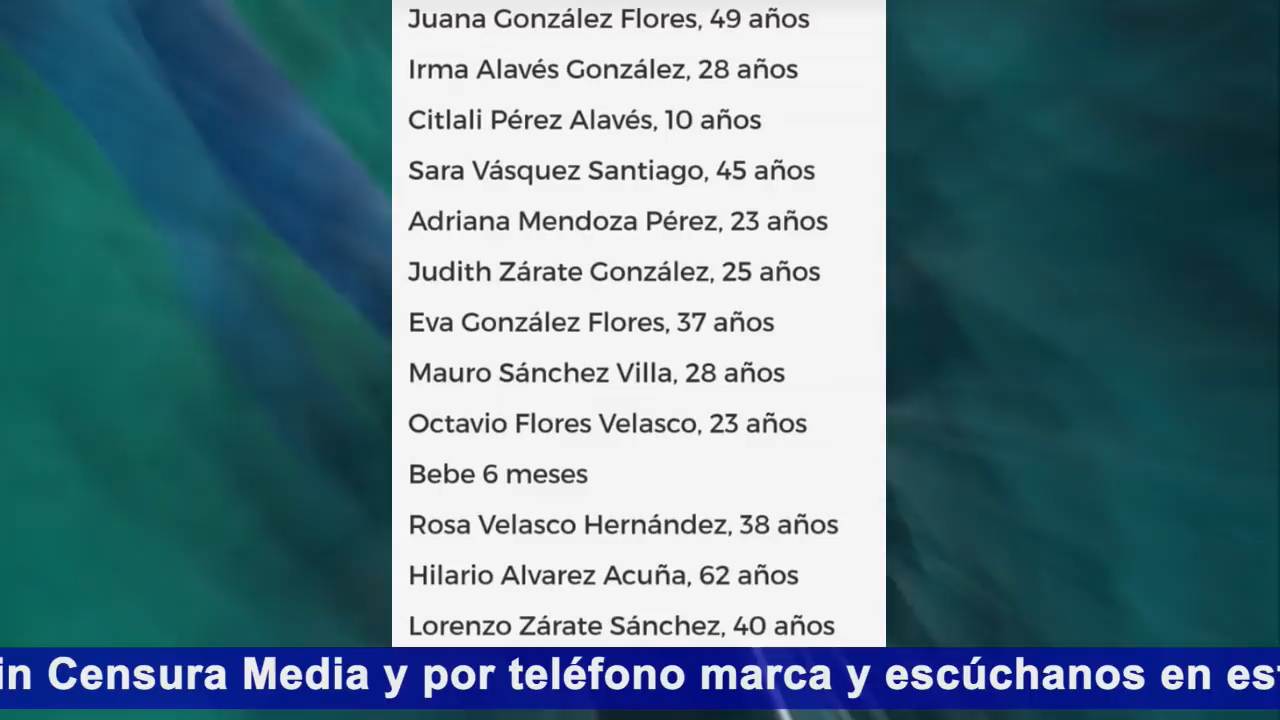 Juana González Flores, 49 años
Irma Alavés González, 28 años
Citlali Pérez Alavés, 10 años
Sara Vásquez Santiago, 45 años
Adriana Mendoza Pérez, 23 años
Judith Zárate González, 25 años
Eva González Flores, 37 años
Mauro Sánchez Villa, 28 años
Octavio Flores Velasco, 23 años
Bebe 6 meses
Rosa Velasco Hernández, 38 años
Hilario Alvarez Acuña, 62 años
Lorenzo Zárate Sánchez, 40 años
in Censura Media y por teléfono marca y escúchanos en es